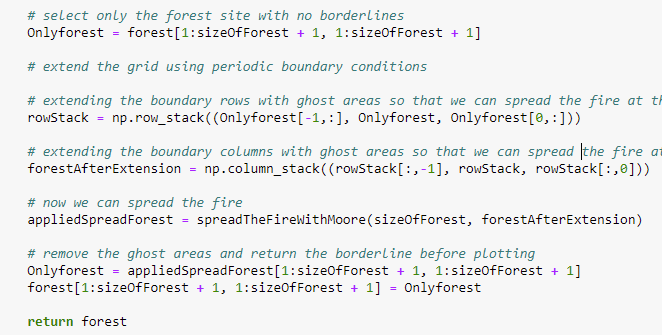 # select only the forest site with no borderlines
Onlyforest = forest[1:sizeOfForest + 1, 1:sizeOfForest + 1]
# extend the grid using periodic boundary conditions
# extending the boundary rows with ghost areas so that we can spread the fire at
rowStack = np.row_stack((Onlyforest[-1,:], Onlyforest, Onlyforest[0,:]))
# extending the boundary columns with ghost areas so that we can spread the fire
forestAfterExtension = np.column_stack((rowStack[:,-1], rowStack, rowStack[:,0]))
# now we can spread the fire
appliedSpreadForest = spreadTheFireWithMoore(sizeOfForest, forestAfterExtension)
# remove the ghost areas and return the borderline before plotting
Onlyforest = appliedSpreadForest[1:sizeOfForest + 1, 1:sizeOfForest + 1]
forest[1:sizeOfForest + 1, 1:sizeOfForest + 1] = Onlyforest
return forest